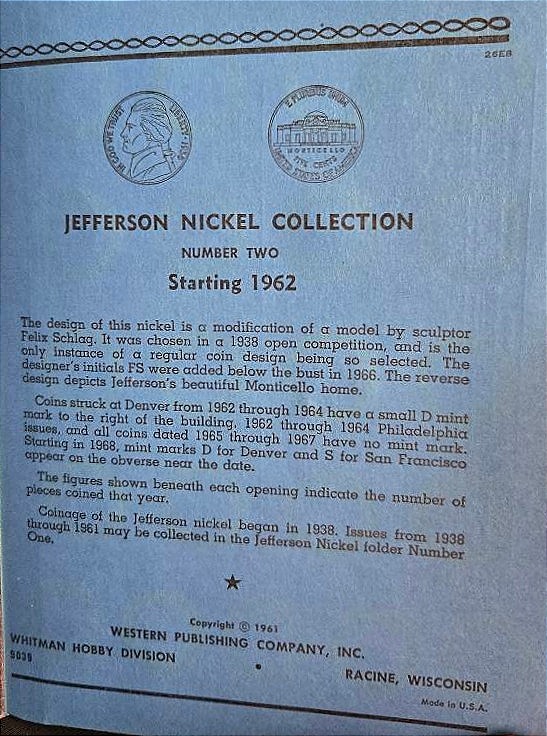 26E8
IN GOD WE TRUST LIBERTY 1938
E PLURIBUS UNUM
MONTICELLO
FIVE CENTS
UNITED STATES OF AMERICA
JEFFERSON NICKEL COLLECTION
NUMBER TWO
Starting 1962
The design of this nickel is a modification of a model by sculptor
Felix Schlag. It was chosen in a 1938 open competition, and is the
only instance of a regular coin design being so selected. The
designer's initials FS were added below the bust in 1966. The reverse
design depicts Jefferson's beautiful Monticello home.
Coins struck at Denver from 1962 through 1964 have a small D mint
mark to the right of the building. 1962 through 1964 Philadelphia
issues, and all coins dated 1965 through 1967 have no mint mark.
Starting in 1968, mint marks D for Denver and S for San Francisco
appear on the obverse near the date.
The figures shown beneath each opening indicate the number of
pieces coined that year.
Coinage of the Jefferson nickel began in 1938. Issues from 1938
through 1961 may be collected in the Jefferson Nickel folder Number
One.
Copyright © 1961
WESTERN PUBLISHING COMPANY, INC.
WHITMAN HOBBY DIVISION • RACINE, WISCONSIN
9039
Made in U.S.A.